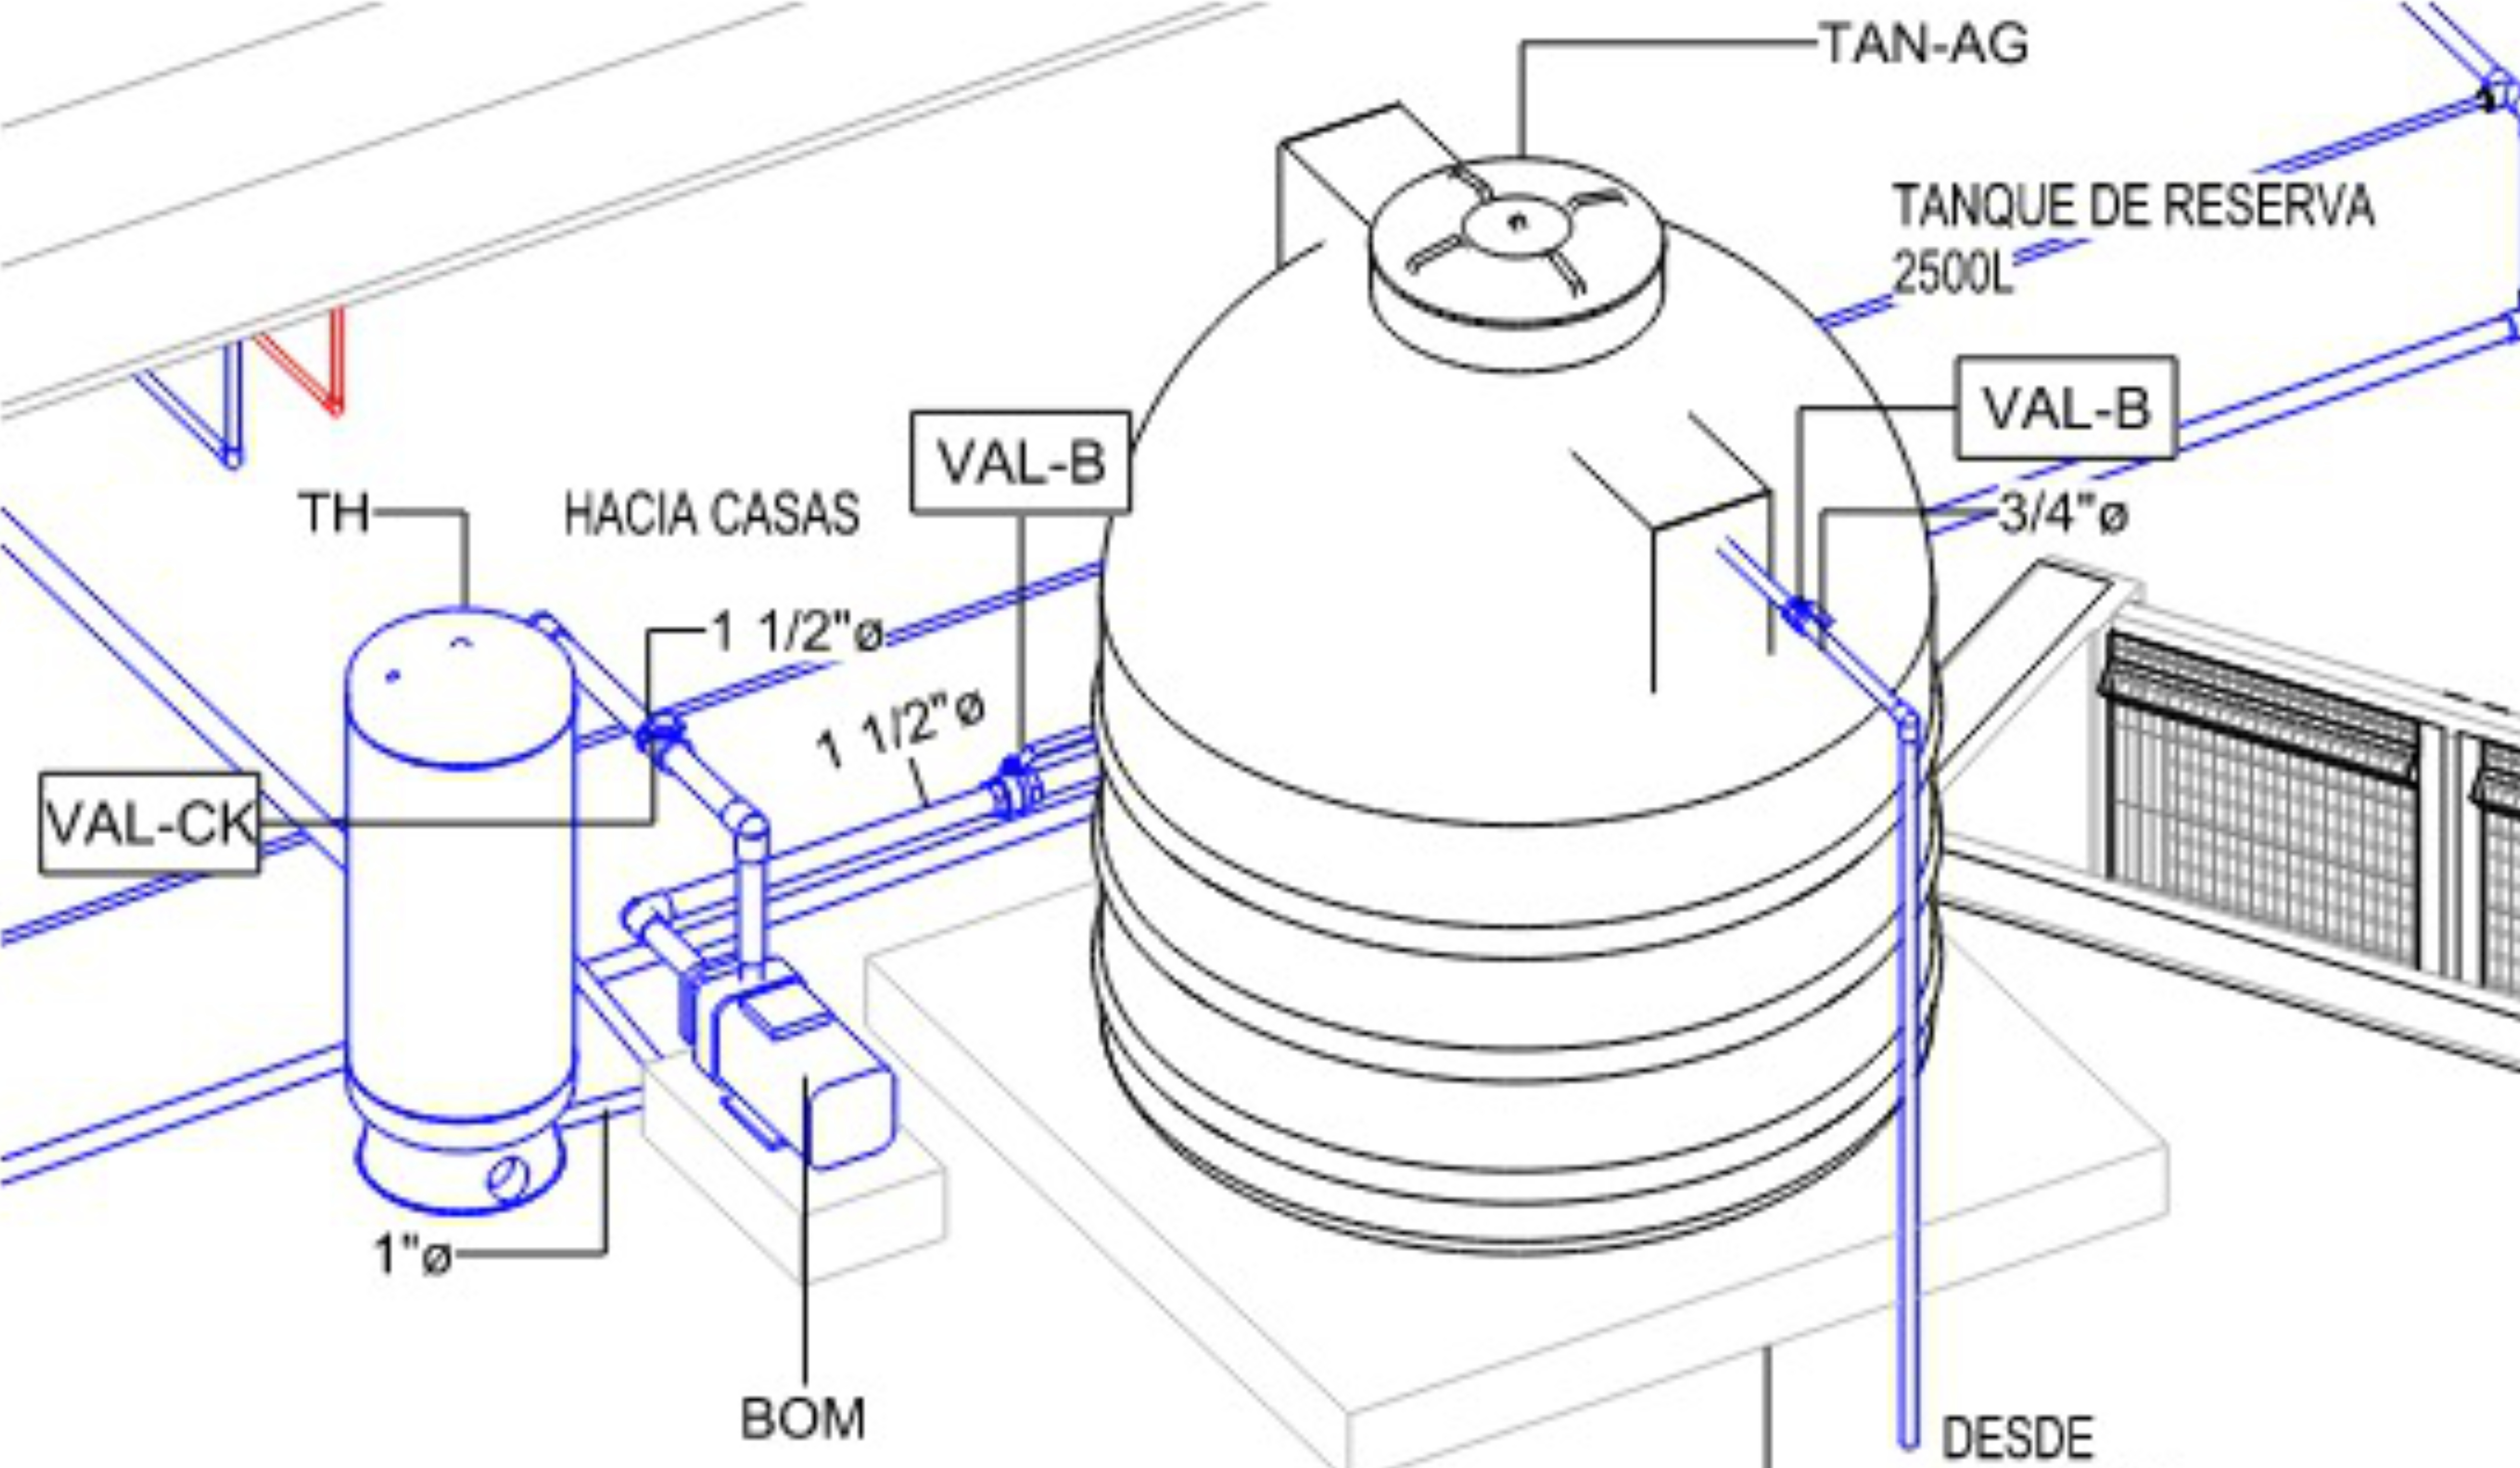 TAN-AG
TANQUE DE RESERVA
2500L
VAL-B
VAL-B
3/4"ø
TH
HACIA CASAS
1 1/2"ø
1 1/2"ø
VAL-CK
1"ø
BOM
DESDE